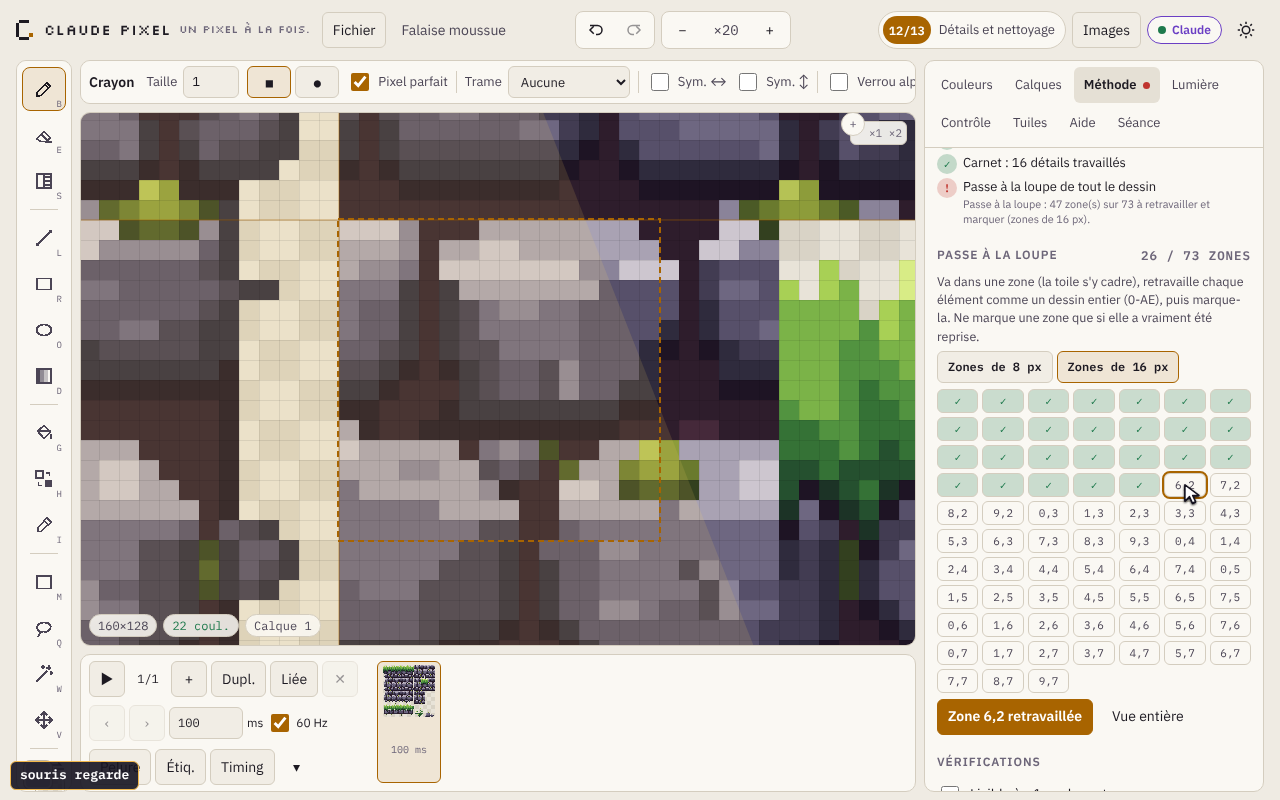 CLAUDE PIXEL UN PIXEL À LA FOIS.
Fichier
Falaise moussue
− ×20 +
12/13 Détails et nettoyage
Images
Claude
Crayon Taille 1
Pixel parfait
Trame Aucune
Sym. ↔
Sym. ↕
Verrou alp
B
E
S
L
R
O
D
G
H
I
M
Q
W
V
+
×1 ×2
160×128
22 coul.
Calque 1
1/1
+
Dupl.
Liée
×
‹
›
100 ms
60 Hz
Étiq.
Timing
▼
100 ms
souris regarde
Couleurs
Calques
Méthode
Lumière
Contrôle
Tuiles
Aide
Séance
✓ Carnet : 16 détails travaillés
! Passe à la loupe de tout le dessin
Passe à la loupe : 47 zone(s) sur 73 à retravailler et
marquer (zones de 16 px).
PASSE À LA LOUPE 26 / 73 ZONES
Va dans une zone (la toile s'y cadre), retravaille chaque
élément comme un dessin entier (0-AE), puis marque-
la. Ne marque une zone que si elle a vraiment été
reprise.
Zones de 8 px
Zones de 16 px
✓ ✓ ✓ ✓ ✓ ✓ ✓
✓ ✓ ✓ ✓ ✓ ✓ ✓
✓ ✓ ✓ ✓ ✓ ✓ ✓
✓ ✓ ✓ ✓ ✓ 6,2 7,2
8,2 9,2 0,3 1,3 2,3 3,3 4,3
5,3 6,3 7,3 8,3 9,3 0,4 1,4
2,4 3,4 4,4 5,4 6,4 7,4 0,5
1,5 2,5 3,5 4,5 5,5 6,5 7,5
0,6 1,6 2,6 3,6 4,6 5,6 7,6
0,7 1,7 2,7 3,7 4,7 5,7 6,7
7,7 8,7 9,7
Zone 6,2 retravaillée
Vue entière
VÉRIFICATIONS